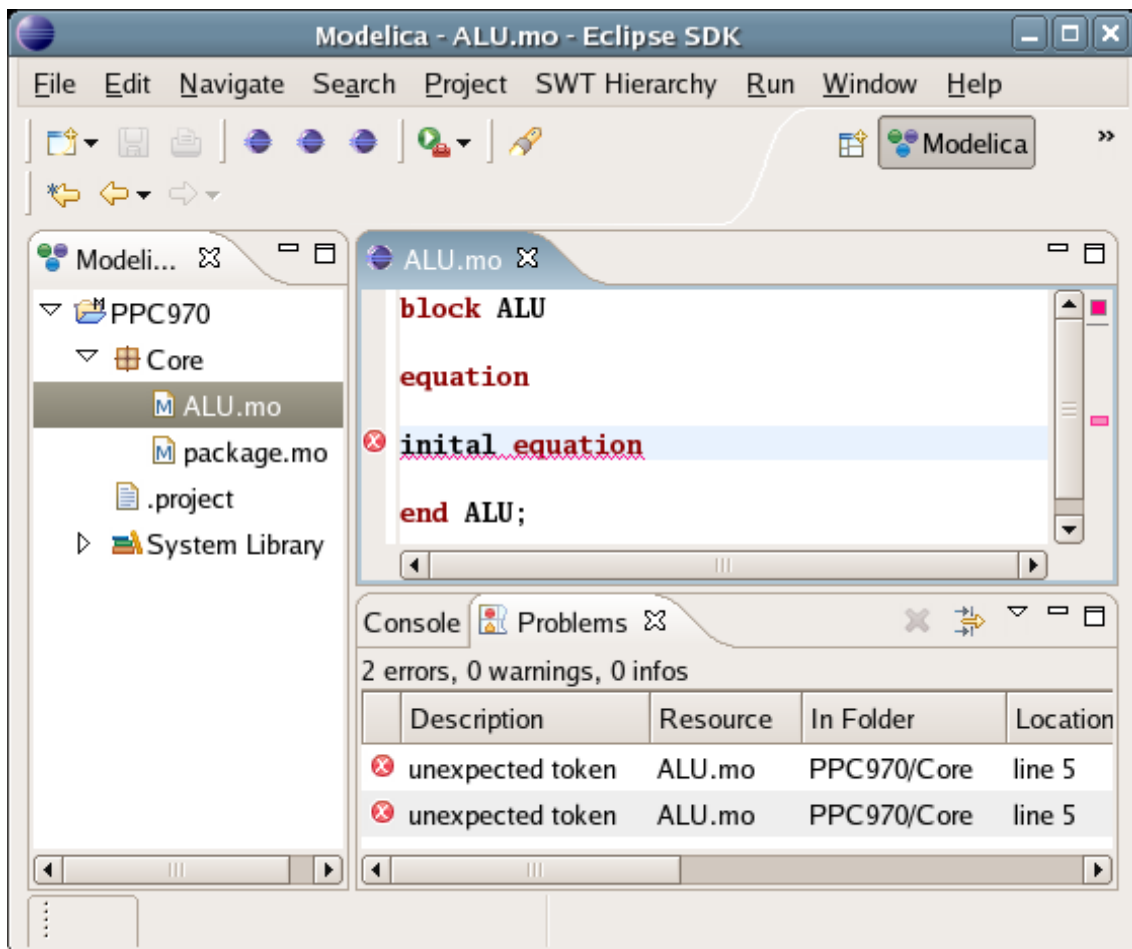 Modelica - ALU.mo - Eclipse SDK
File Edit Navigate Search Project SWT Hierarchy Run Window Help
Modelica »
Modeli...
PPC970
Core
ALU.mo
package.mo
.project
System Library
ALU.mo
block ALU
equation
inital equation
end ALU;
Console Problems
2 errors, 0 warnings, 0 infos
Description Resource In Folder Location
unexpected token ALU.mo PPC970/Core line 5
unexpected token ALU.mo PPC970/Core line 5